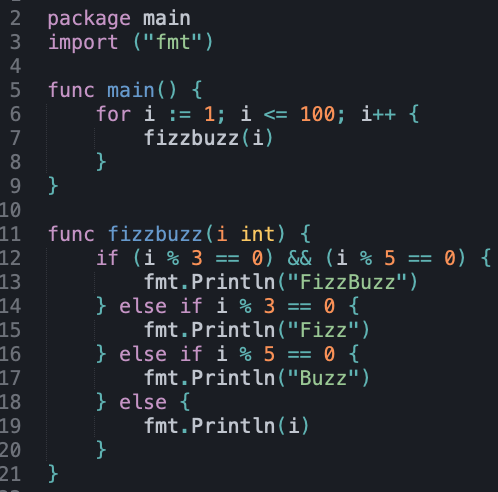 2 package main
3 import ("fmt")
4
5 func main() {
6     for i := 1; i <= 100; i++ {
7         fizzbuzz(i)
8     }
9 }
10
11 func fizzbuzz(i int) {
12     if (i % 3 == 0) && (i % 5 == 0) {
13         fmt.Println("FizzBuzz")
14     } else if i % 3 == 0 {
15         fmt.Println("Fizz")
16     } else if i % 5 == 0 {
17         fmt.Println("Buzz")
18     } else {
19         fmt.Println(i)
20     }
21 }